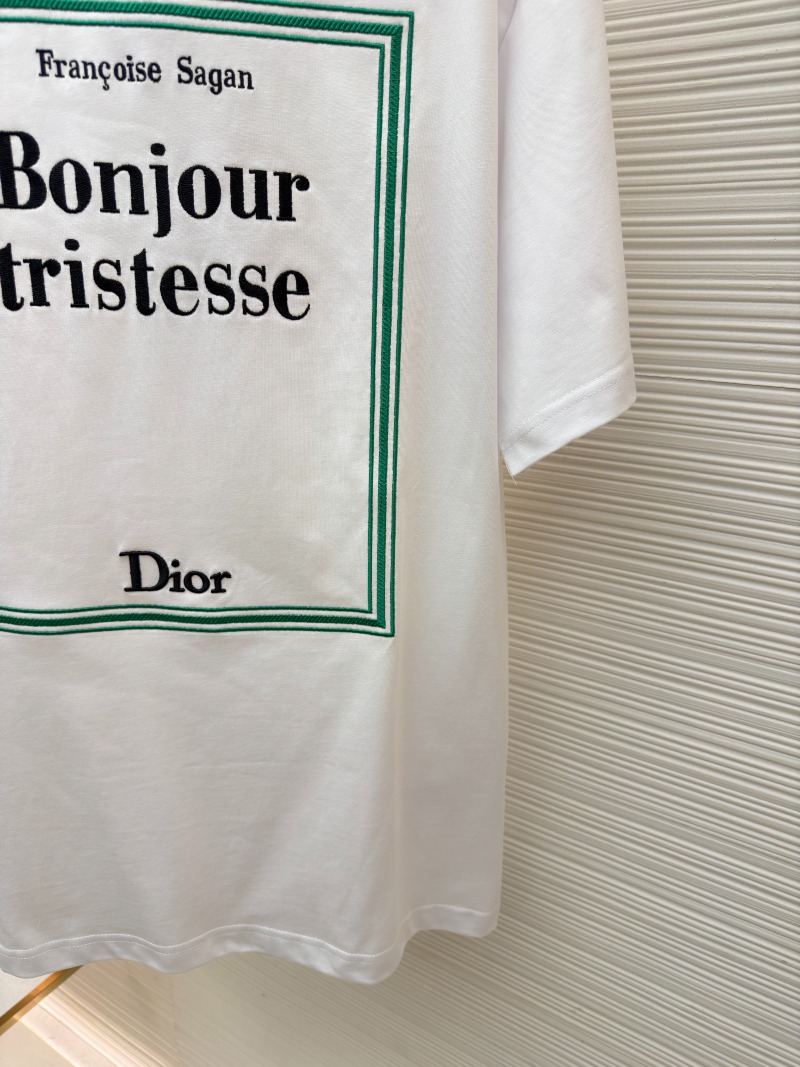 Françoise Sagan
Bonjour
tristesse
Dior